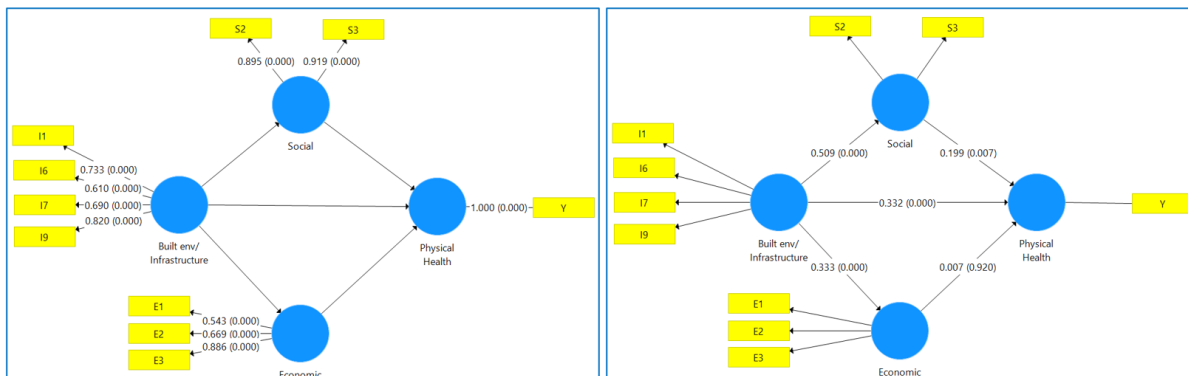 S2
S3
0.895 (0.000)
0.919 (0.000)
Social
I1
I6
I7
I9
0.733 (0.000)
0.610 (0.000)
0.690 (0.000)
0.820 (0.000)
Built env/
Infrastructure
1.000 (0.000)
Y
Physical
Health
E1
E2
E3
0.543 (0.000)
0.669 (0.000)
0.886 (0.000)
Economic
S2
S3
Social
0.509 (0.000)
0.199 (0.007)
I1
I6
I7
I9
Built env/
Infrastructure
0.332 (0.000)
Y
Physical
Health
0.333 (0.000)
0.007 (0.920)
E1
E2
E3
Economic